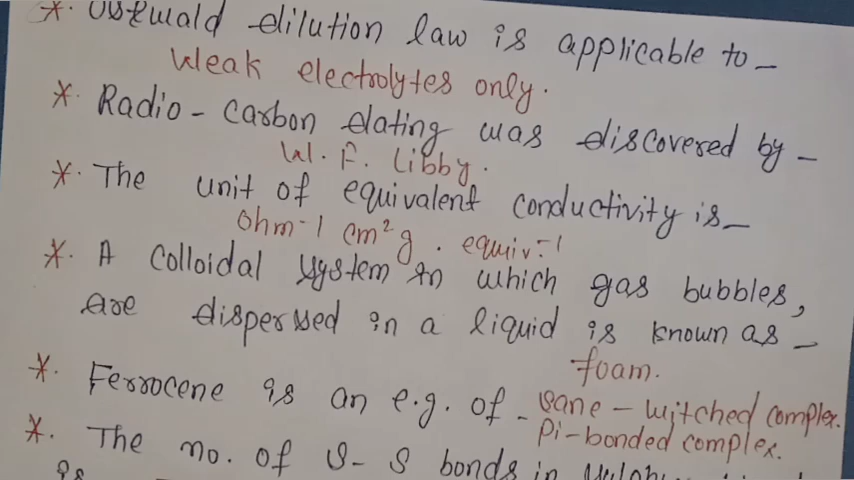 *. Ostwald dilution law is applicable to -
Weak electrolytes only.
*. Radio - carbon dating was discovered by -
W. F. Libby.
*. The unit of equivalent conductivity is -
ohm-1 cm² g. equiv.-1
*. A colloidal system in which gas bubbles,
are dispersed in a liquid is known as -
foam.
*. Ferrocene is an e.g. of - sane - witched complex.
Pi-bonded complex.
*. The no. of S- S bonds in
is